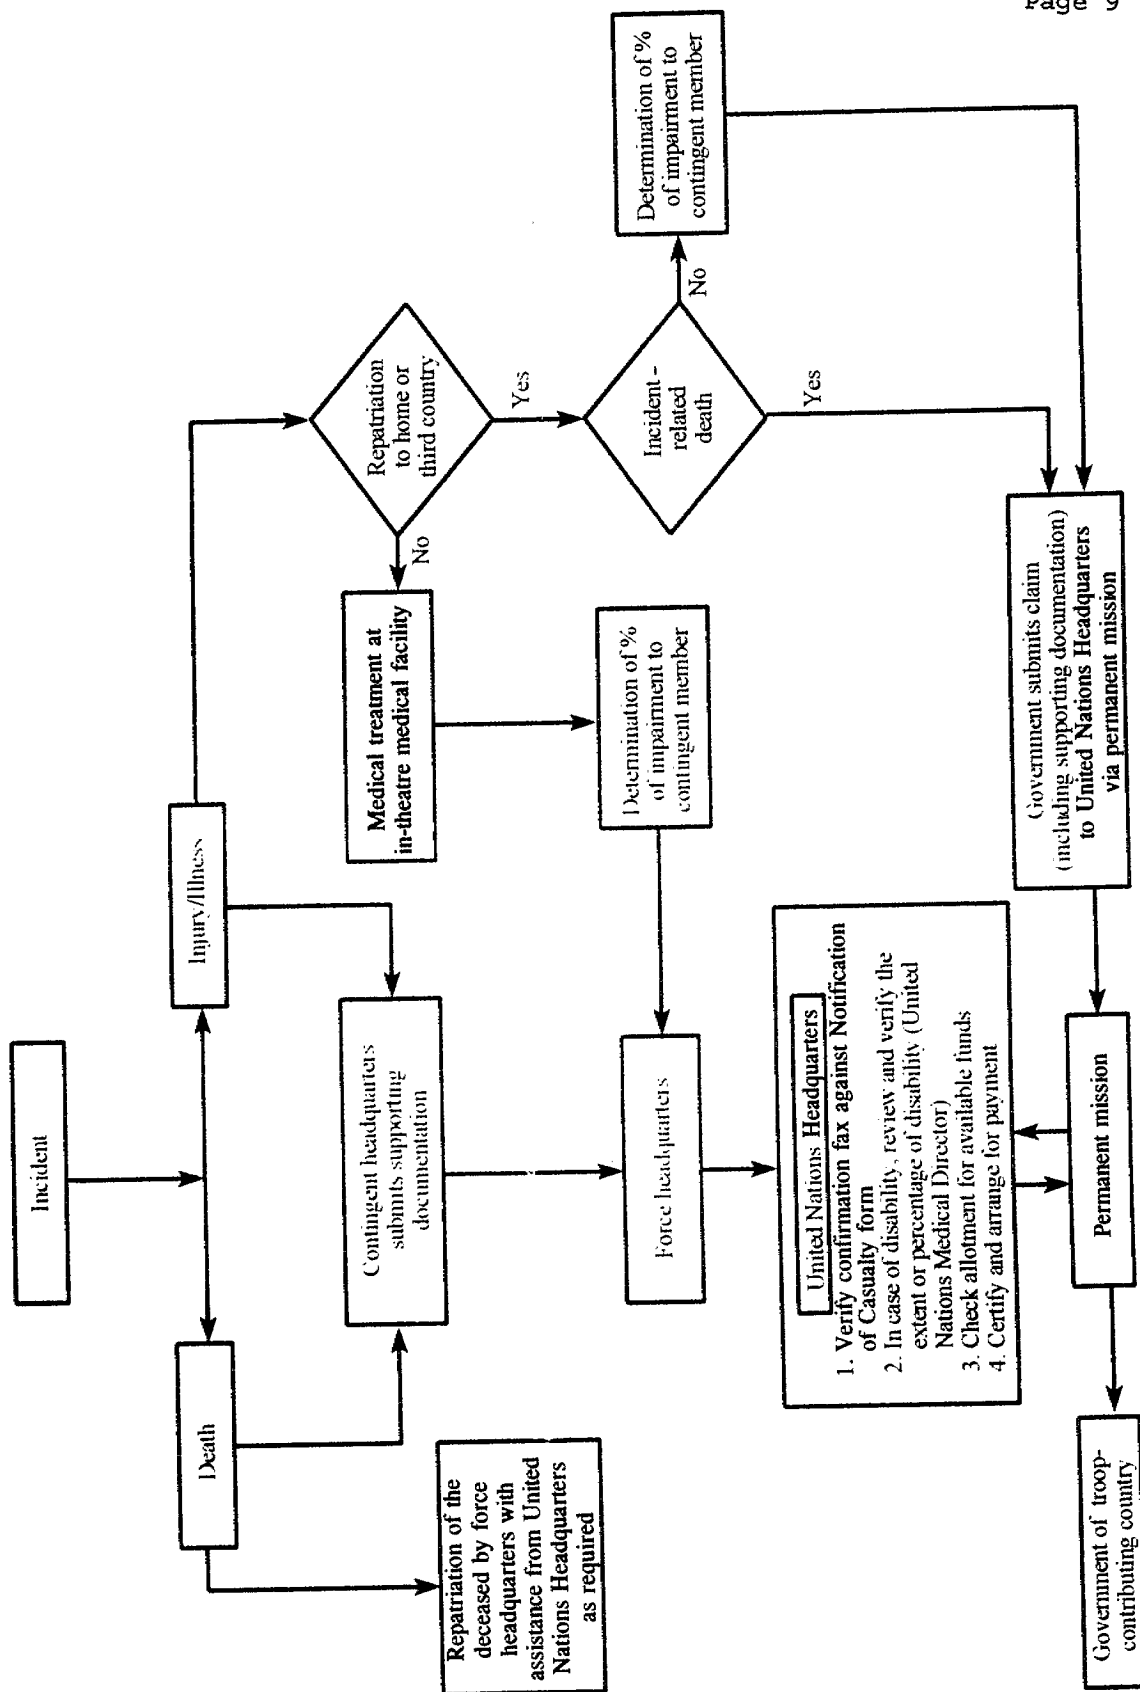 Page 9
Incident
Death
Injury/Illness
Repatriation of the
deceased by force
headquarters with
assistance from United
Nations Headquarters
as required
Contingent headquarters
submits supporting
documentation
Medical treatment at
in-theatre medical facility
No
Repatriation
to home or
third country
Yes
Force headquarters
Determination of %
of impairment to
contingent member
Incident-
related
death
No
Yes
Determination of %
of impairment to
contingent member
United Nations Headquarters
1. Verify confirmation fax against Notification
of Casualty form
2. In case of disability, review and verify the
extent or percentage of disability (United
Nations Medical Director)
3. Check allotment for available funds
4. Certify and arrange for payment
Government of troop-
contributing country
Permanent mission
Government submits claim
(including supporting documentation)
to United Nations Headquarters
via permanent mission